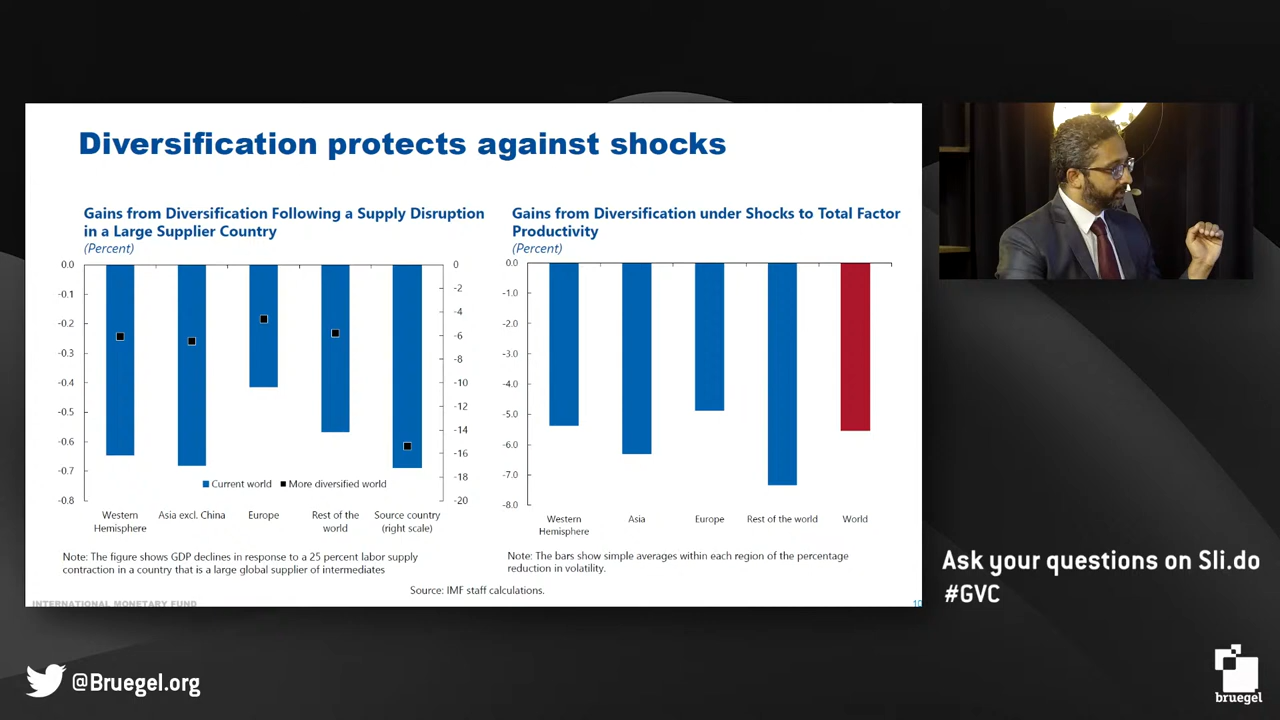 Diversification protects against shocks
Gains from Diversification Following a Supply Disruption
in a Large Supplier Country
(Percent)
0.0
-0.1
-0.2
-0.3
-0.4
-0.5
-0.6
-0.7
-0.8
0
-2
-4
-6
-8
-10
-12
-14
-16
-18
-20
Current world
More diversified world
Western
Hemisphere
Asia excl. China
Europe
Rest of the
world
Source country
(right scale)
Note: The figure shows GDP declines in response to a 25 percent labor supply
contraction in a country that is a large global supplier of intermediates
Gains from Diversification under Shocks to Total Factor
Productivity
(Percent)
0.0
-1.0
-2.0
-3.0
-4.0
-5.0
-6.0
-7.0
-8.0
Western
Hemisphere
Asia
Europe
Rest of the world
World
Note: The bars show simple averages within each region of the percentage
reduction in volatility.
Source: IMF staff calculations.
INTERNATIONAL MONETARY FUND
10
Ask your questions on Sli.do
#GVC
@Bruegel.org
bruegel